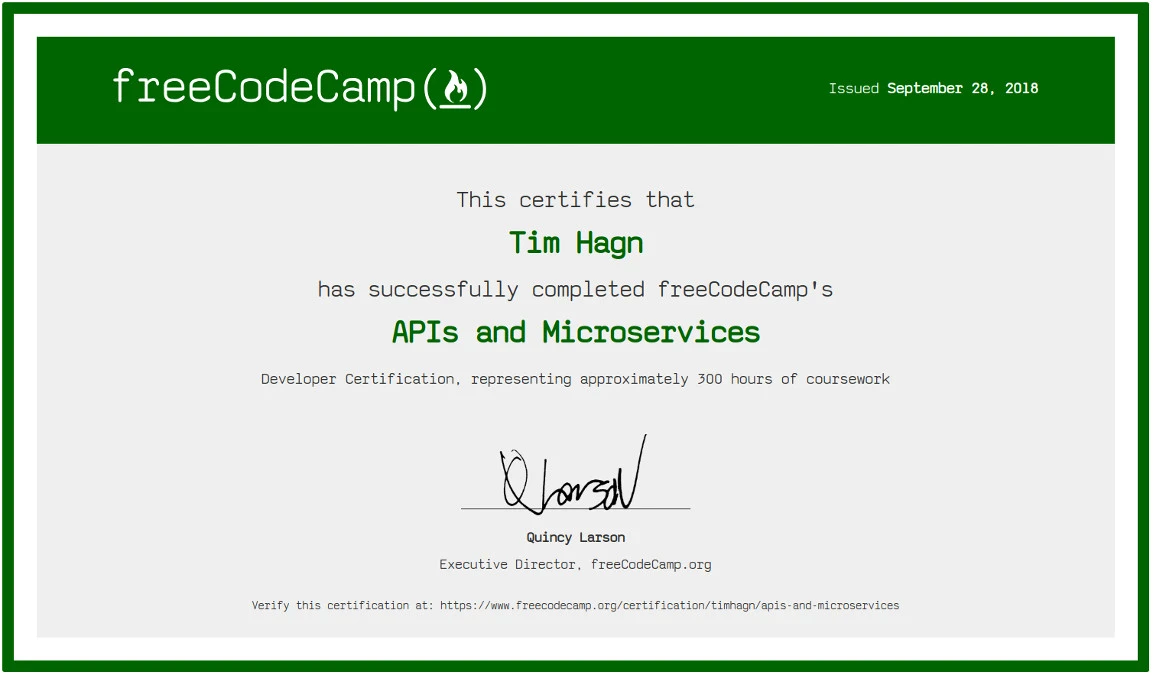 freeCodeCamp(🔥)
Issued September 28, 2018
This certifies that
Tim Hagn
has successfully completed freeCodeCamp's
APIs and Microservices
Developer Certification, representing approximately 300 hours of coursework
Q Larson
Quincy Larson
Executive Director, freeCodeCamp.org
Verify this certification at: https://www.freecodecamp.org/certification/timhagn/apis-and-microservices